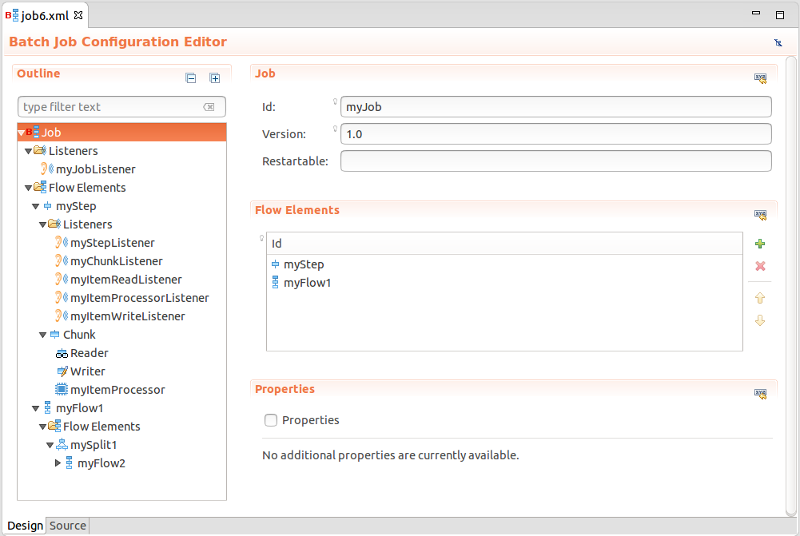 job6.xml
Batch Job Configuration Editor
Outline
type filter text
Job
Listeners
myJobListener
Flow Elements
myStep
Listeners
myStepListener
myChunkListener
myItemReadListener
myItemProcessorListener
myItemWriteListener
Chunk
Reader
Writer
myItemProcessor
myFlow1
Flow Elements
mySplit1
myFlow2
Job
Id: myJob
Version: 1.0
Restartable:
Flow Elements
Id
myStep
myFlow1
Properties
Properties
No additional properties are currently available.
Design Source